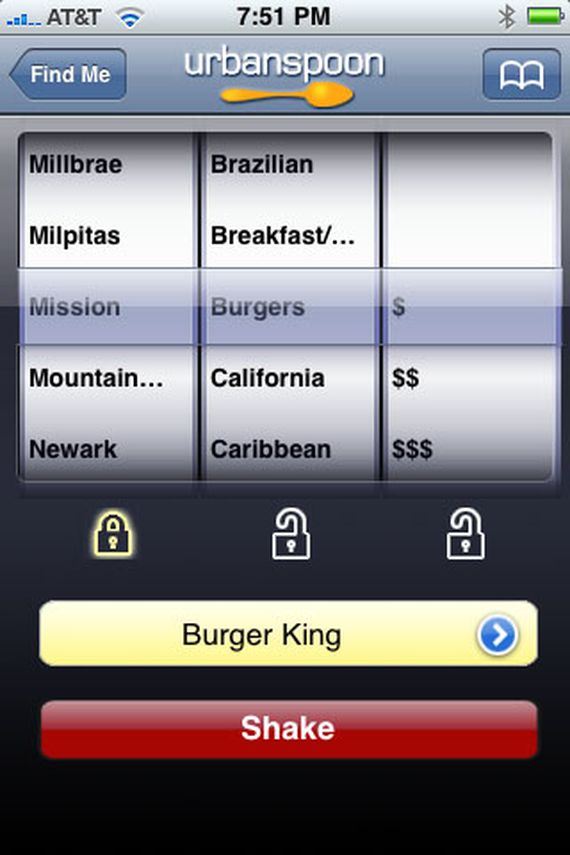 AT&T 7:51 PM
Find Me urbanspoon
Millbrae Brazilian
Milpitas Breakfast/...
Mission Burgers $
Mountain... California $$
Newark Caribbean $$$
Burger King
Shake